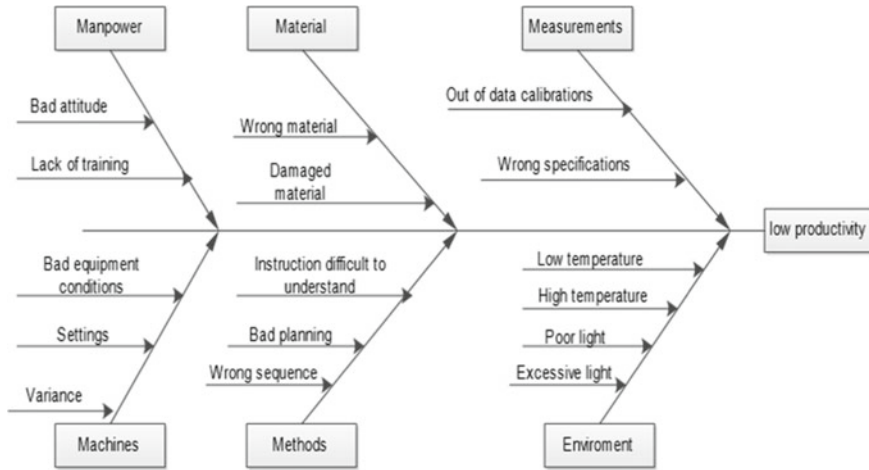 Manpower
Material
Measurements
Bad attitude
Lack of training
Wrong material
Damaged
material
Out of data calibrations
Wrong specifications
low productivity
Bad equipment
conditions
Settings
Variance
Instruction difficult to
understand
Bad planning
Wrong sequence
Low temperature
High temperature
Poor light
Excessive light
Machines
Methods
Enviroment